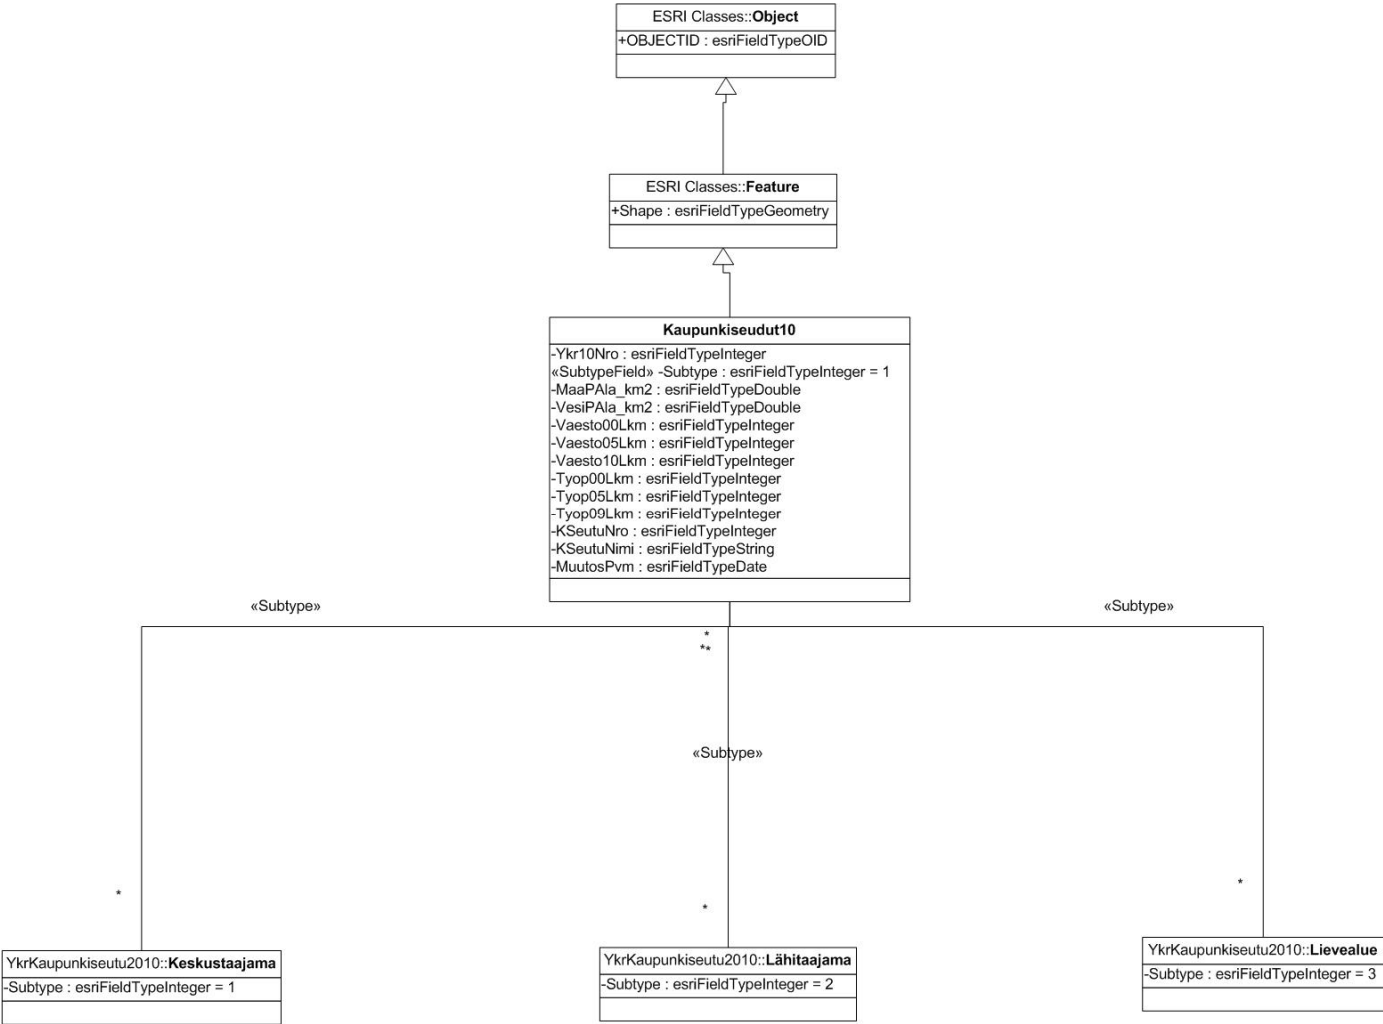 ESRI Classes::Object
+OBJECTID : esriFieldTypeOID
ESRI Classes::Feature
+Shape : esriFieldTypeGeometry
Kaupunkiseudut10
-Ykr10Nro : esriFieldTypeInteger
«SubtypeField» -Subtype : esriFieldTypeInteger = 1
-MaaPAla_km2 : esriFieldTypeDouble
-VesiPAla_km2 : esriFieldTypeDouble
-Vaesto00Lkm : esriFieldTypeInteger
-Vaesto05Lkm : esriFieldTypeInteger
-Vaesto10Lkm : esriFieldTypeInteger
-Tyop00Lkm : esriFieldTypeInteger
-Tyop05Lkm : esriFieldTypeInteger
-Tyop09Lkm : esriFieldTypeInteger
-KSeutuNro : esriFieldTypeInteger
-KSeutuNimi : esriFieldTypeString
-MuutosPvm : esriFieldTypeDate
«Subtype»
«Subtype»
*
**
«Subtype»
*
*
*
YkrKaupunkiseutu2010::Keskustaajama
-Subtype : esriFieldTypeInteger = 1
YkrKaupunkiseutu2010::Lähitaajama
-Subtype : esriFieldTypeInteger = 2
YkrKaupunkiseutu2010::Lievealue
-Subtype : esriFieldTypeInteger = 3